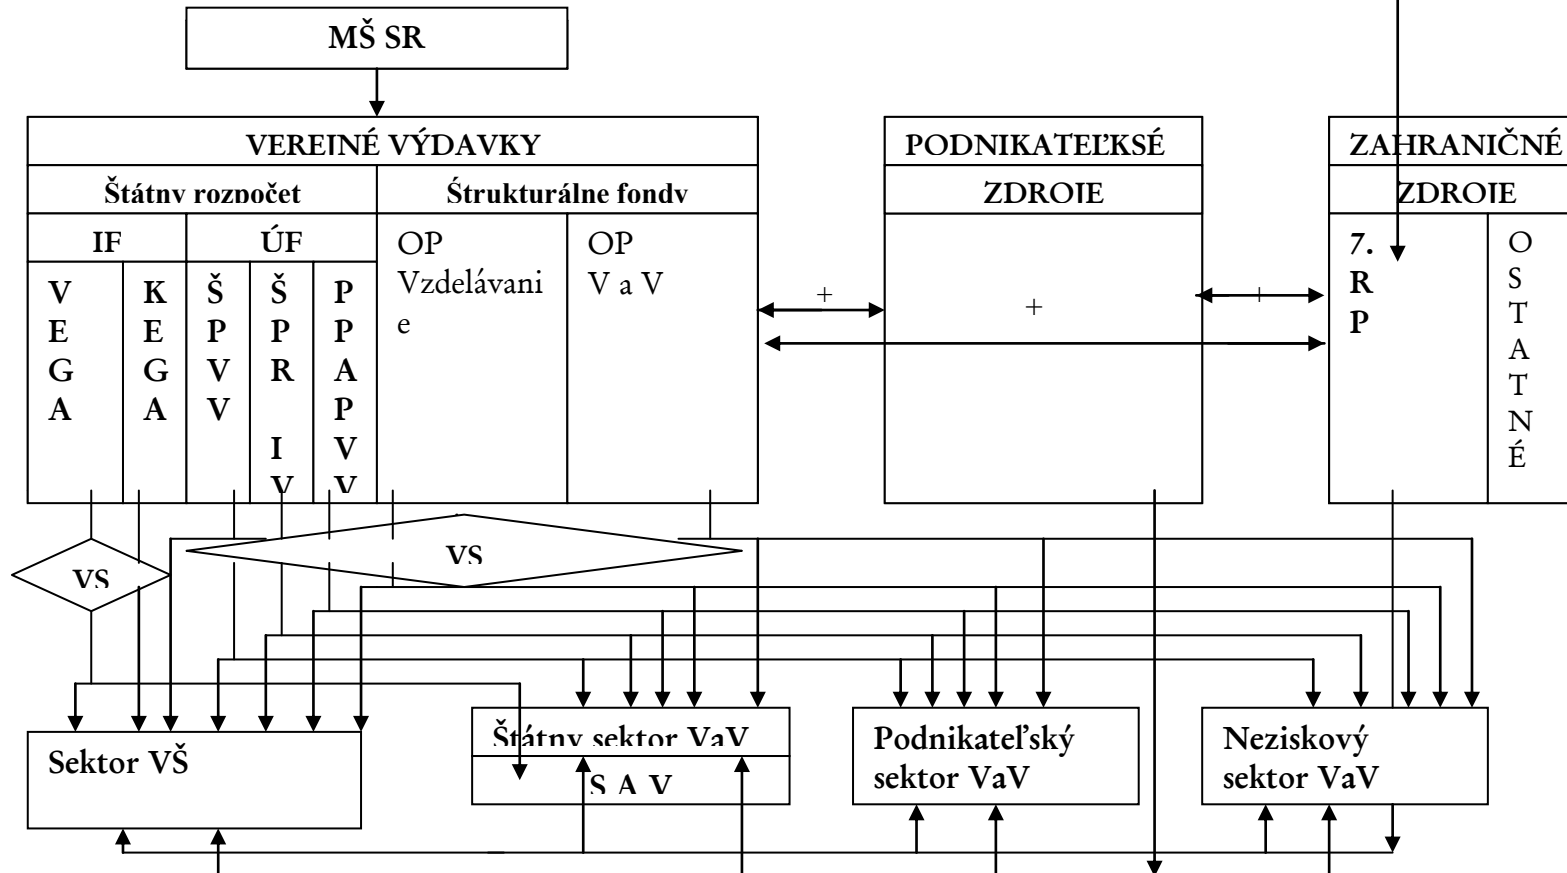 MŠ SR
VEREJNÉ VÝDAVKY
PODNIKATEĽKSÉ
ZAHRANIČNÉ
Štátny rozpočet
Štrukturálne fondy
ZDROJE
ZDROJE
IF
ÚF
OP
Vzdelávani
e
OP
V a V
7.
R
P
O
S
T
A
T
N
É
V
E
G
A
K
E
G
A
Š
P
V
V
Š
P
R
I
V
P
P
A
P
V
V
+
+
+
VS
VS
Sektor VŠ
Štátny sektor VaV
S A V
Podnikateľský
sektor VaV
Neziskový
sektor VaV